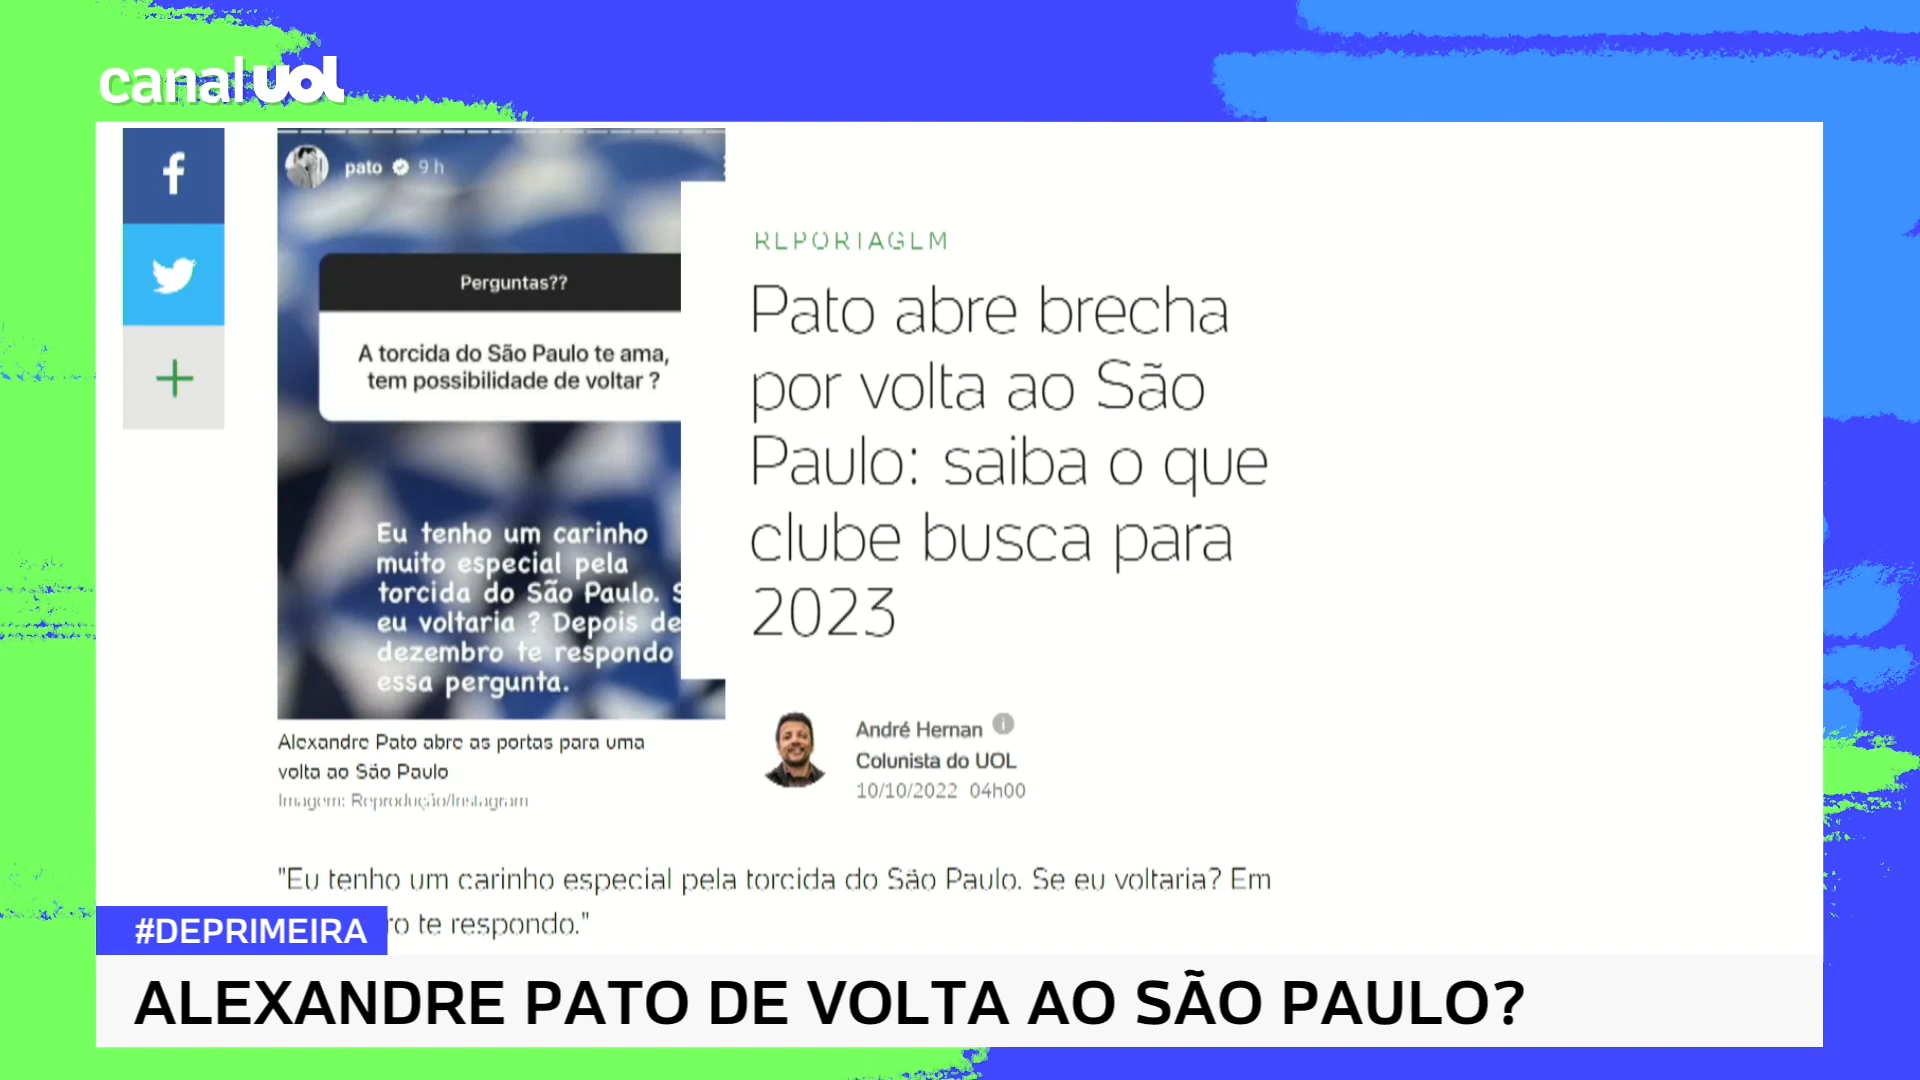 canal uol
pato 9 h
Perguntas??
A torcida do São Paulo te ama,
tem possibilidade de voltar ?
Eu tenho um carinho
muito especial pela
torcida do São Paulo. S
eu voltaria ? Depois de
dezembro te respondo
essa pergunta.
Alexandre Pato abre as portas para uma
volta ao São Paulo
Imagem: Reprodução/Instagram
REPORTAGEM
Pato abre brecha
por volta ao São
Paulo: saiba o que
clube busca para
2023
André Hernan
Colunista do UOL
10/10/2022 04h00
"Eu tenho um carinho especial pela torcida do São Paulo. Se eu voltaria? Em
ro te respondo."
#DEPRIMEIRA
ALEXANDRE PATO DE VOLTA AO SÃO PAULO?